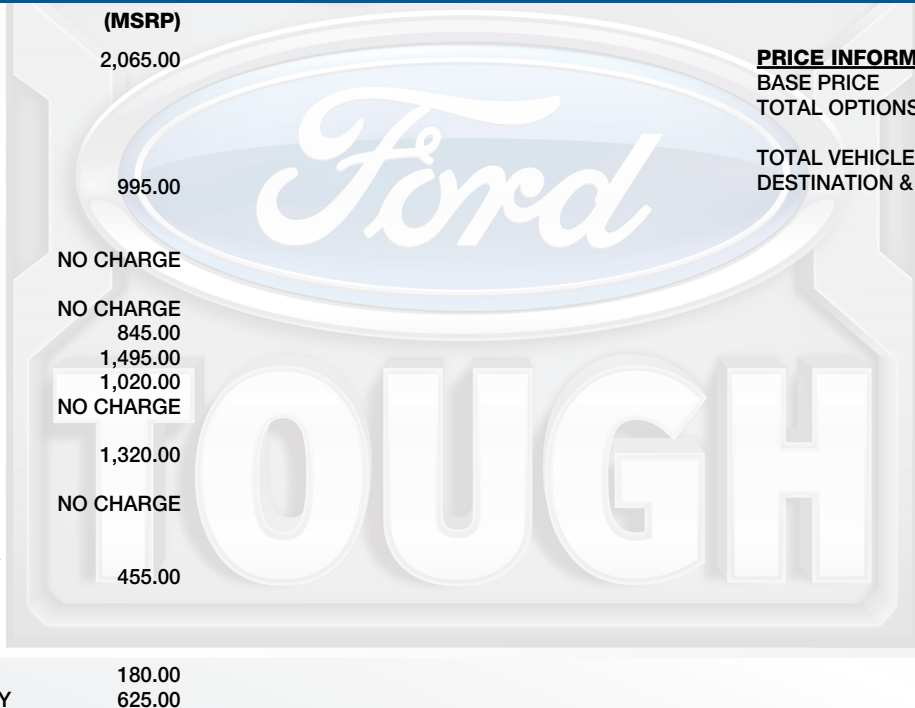 (MSRP)
2,065.00
995.00
NO CHARGE
NO CHARGE
845.00
1,495.00
1,020.00
NO CHARGE
1,320.00
NO CHARGE
455.00
180.00
Y 625.00
PRICE INFORM
BASE PRICE
TOTAL OPTIONS
TOTAL VEHICLE
DESTINATION &
Ford
TOUGH